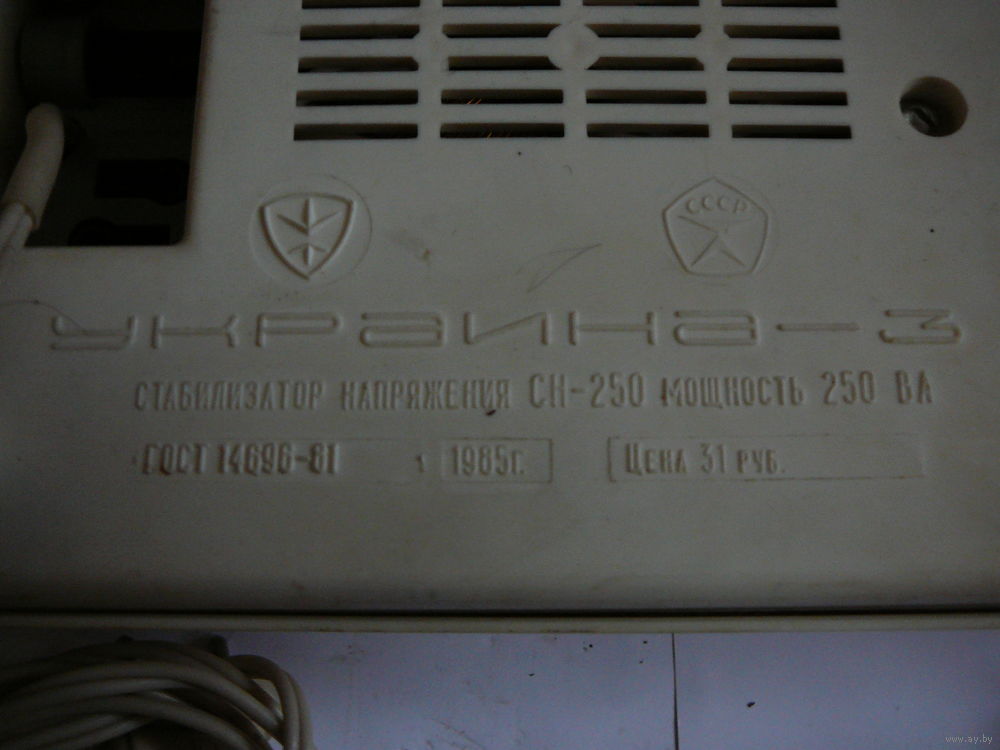 СССР
УКРАИНА-3
СТАБИЛИЗАТОР НАПРЯЖЕНИЯ СН-250 МОЩНОСТЬ 250 ВА
ГОСТ 14696-81 1 1985г. ЦЕНА 31 РУБ.
www.ay.by